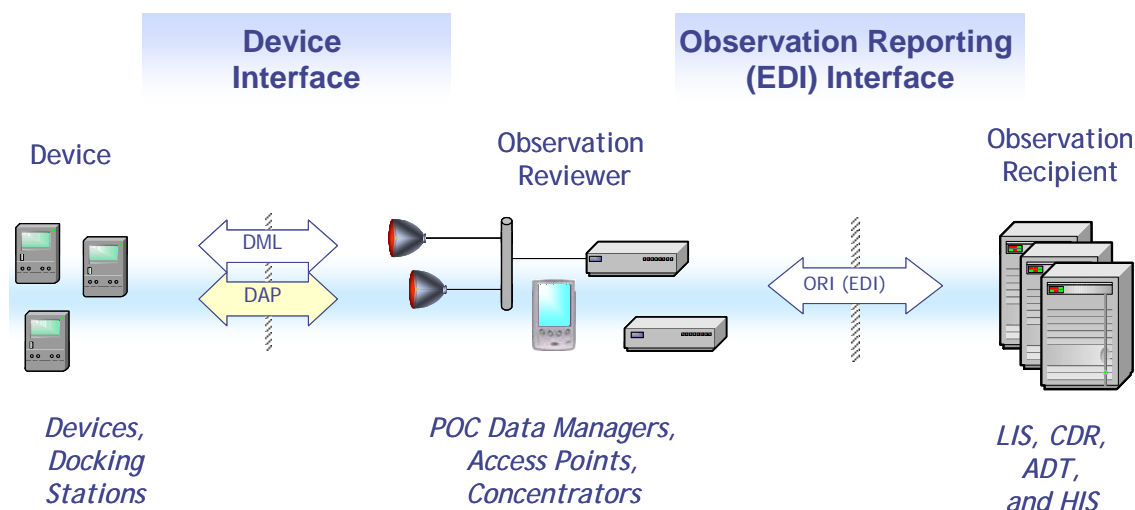 Device
Interface
Observation Reporting
(EDI) Interface
Device
Observation
Reviewer
Observation
Recipient
DML
DAP
ORI (EDI)
Devices,
Docking
Stations
POC Data Managers,
Access Points,
Concentrators
LIS, CDR,
ADT,
and HIS